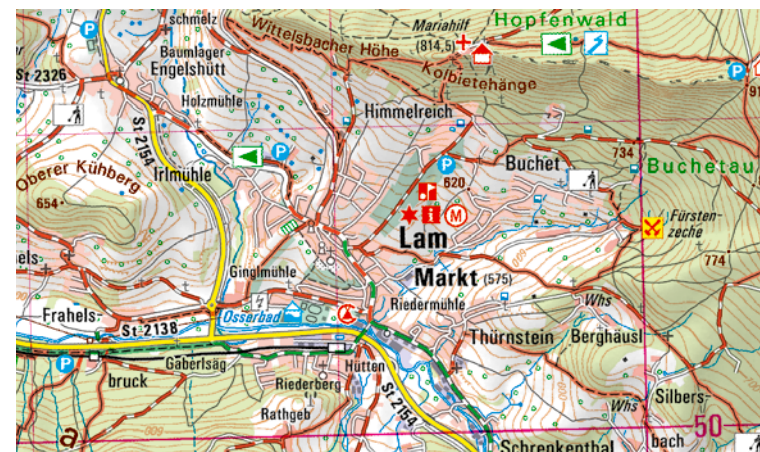 schmelz
Wittelsbacher Höhe
Mariahilf
(814,5)
Hopfenwald
P
Baumlager
Engelshütt
St 2326
Kolbietehänge
P
Holzmühle
Himmelreich
St 2154
P
P
Buchet
734
Buchetau
Oberer Kühberg
Irlmühle
620
654
i
M
Fürsten-
zeche
Lam
774
Markt (575)
Ginglmühle
Riedermühle
Whs
Frahels-
St 2138
Osserbad
Thürnstein
Berghäusl
P
Gaberlsäg
bruck
Hütten
Riederberg
St 2154
Silbers-
Rathgeb
Whs
a
50
bach
Schrenkenthal